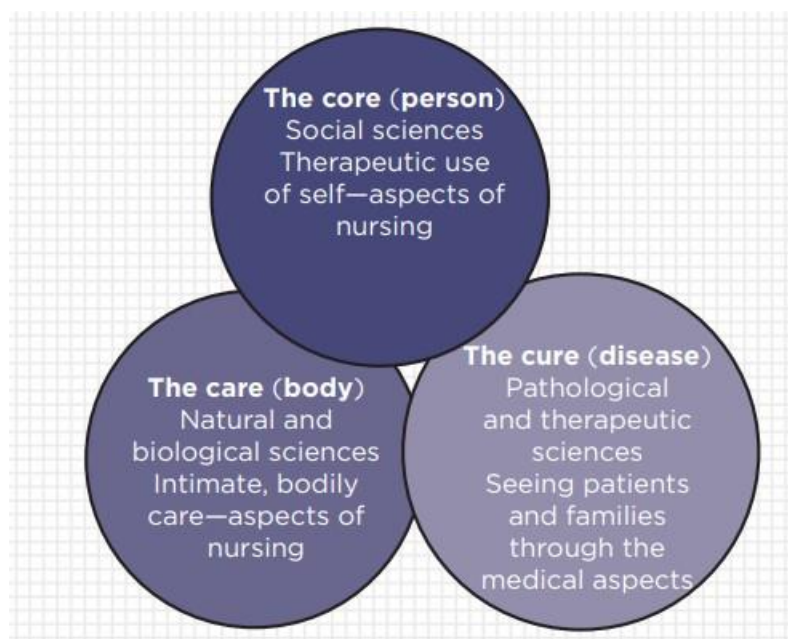 The core (person)
Social sciences
Therapeutic use
of self—aspects of
nursing
The care (body)
Natural and
biological sciences
Intimate, bodily
care—aspects of
nursing
The cure (disease)
Pathological
and therapeutic
sciences
Seeing patients
and families
through the
medical aspects